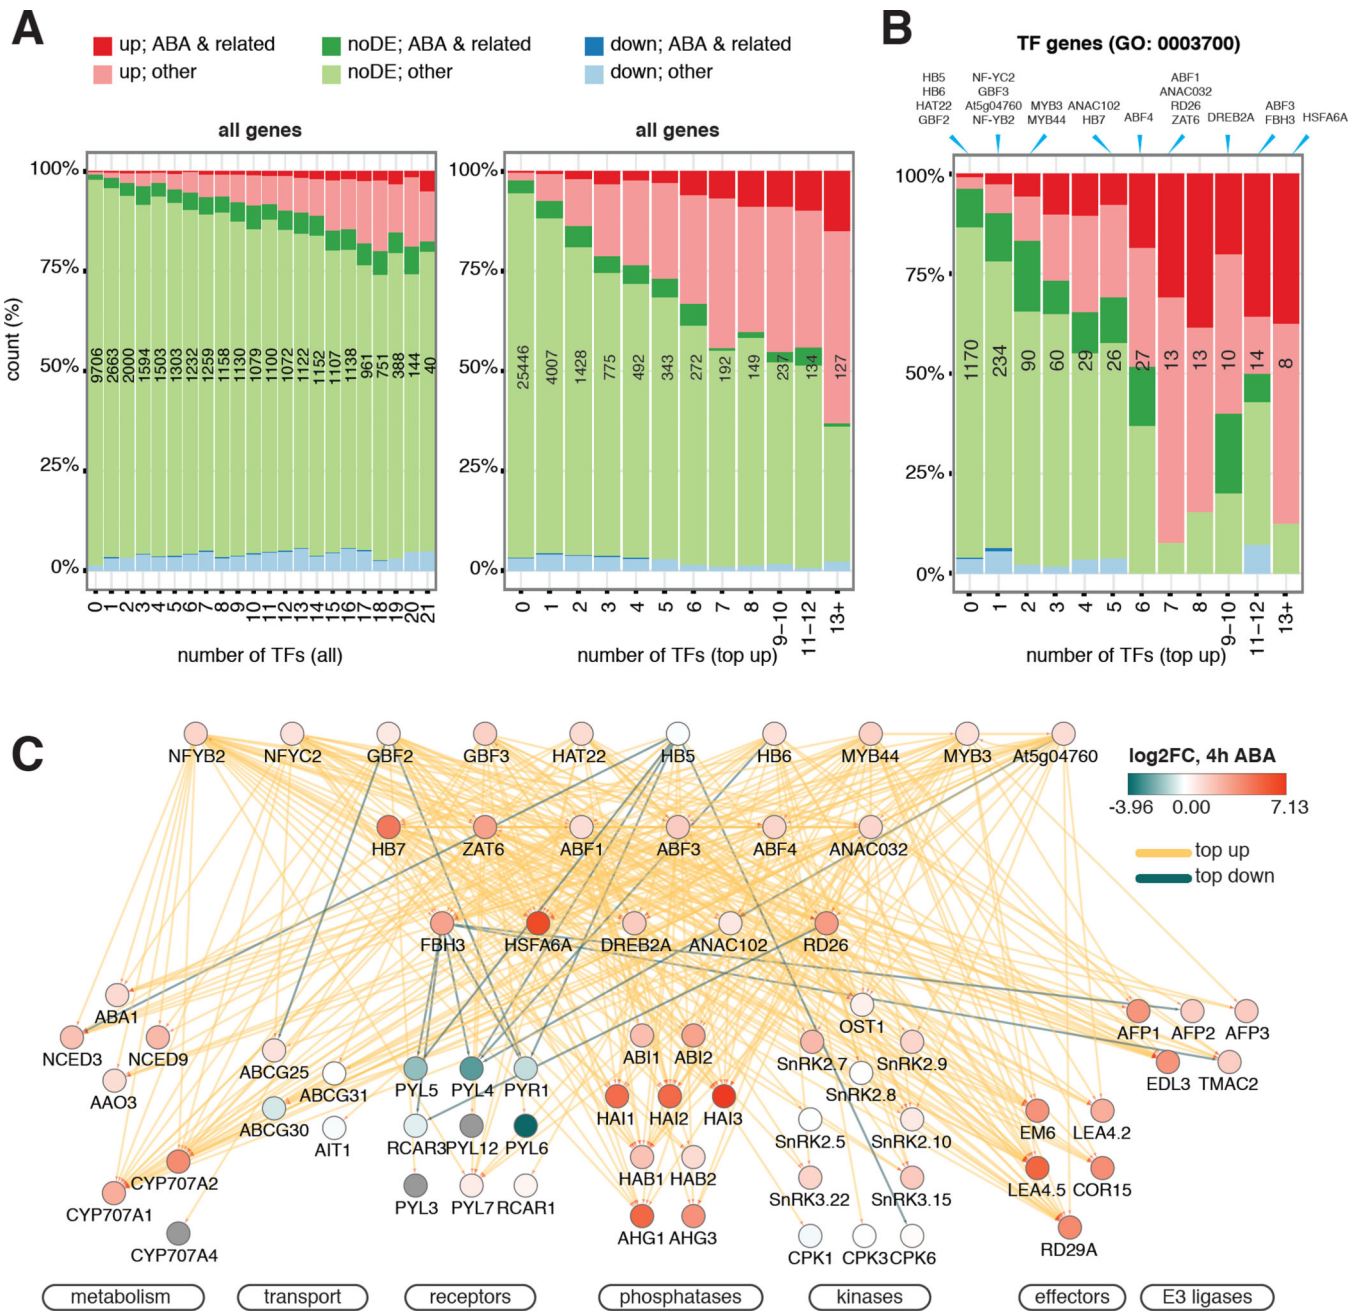 A
up; ABA & related
noDE; ABA & related
down; ABA & related
up; other
noDE; other
down; other
all genes
100%
75%
50%
25%
0%
count (%)
9706
2663
2000
1594
1503
1303
1232
1259
1158
1130
1079
1100
1072
1122
1152
1107
1138
961
751
388
144
40
0
1
2
3
4
5
6
7
8
9
10
11
12
13
14
15
16
17
18
19
20
21
number of TFs (all)
all genes
100%
75%
50%
25%
0%
25446
4007
1428
775
492
343
272
192
149
237
134
127
0
1
2
3
4
5
6
7
8
9–10
11–12
13+
number of TFs (top up)
B
TF genes (GO: 0003700)
HB5
HB6
HAT22
GBF2
NF-YC2
GBF3
At5g04760
NF-YB2
MYB3
MYB44
ANAC102
HB7
ABF4
ABF1
ANAC032
RD26
ZAT6
DREB2A
ABF3
FBH3
HSFA6A
100%
75%
50%
25%
0%
1170
234
90
60
29
26
27
13
13
10
14
8
0
1
2
3
4
5
6
7
8
9–10
11–12
13+
number of TFs (top up)
C
NFYB2
NFYC2
GBF2
GBF3
HAT22
HB5
HB6
MYB44
MYB3
At5g04760
log2FC, 4h ABA
-3.96 0.00 7.13
top up
top down
HB7
ZAT6
ABF1
ABF3
ABF4
ANAC032
FBH3
HSFA6A
DREB2A
ANAC102
RD26
ABA1
NCED3
NCED9
AAO3
CYP707A2
CYP707A1
CYP707A4
ABCG25
ABCG31
ABCG30
AIT1
PYL5
PYL4
PYR1
RCAR3
PYL12
PYL6
PYL3
PYL7
RCAR1
ABI1
ABI2
HAI1
HAI2
HAI3
HAB1
HAB2
AHG1
AHG3
OST1
SnRK2.7
SnRK2.9
SnRK2.8
SnRK2.5
SnRK2.10
SnRK3.22
SnRK3.15
CPK1
CPK3
CPK6
AFP1
AFP2
AFP3
EDL3
TMAC2
EM6
LEA4.2
LEA4.5
COR15
RD29A
metabolism
transport
receptors
phosphatases
kinases
effectors
E3 ligases